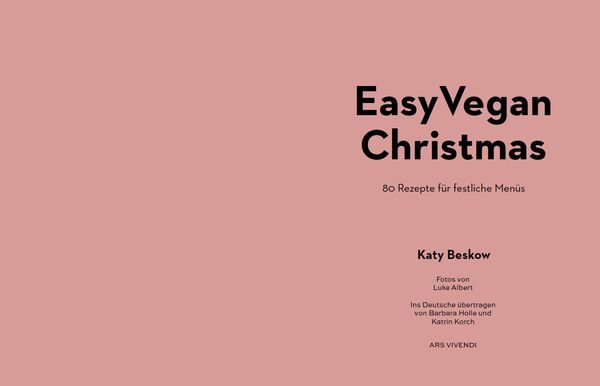 Easy Vegan
Christmas
80 Rezepte für festliche Menüs
Katy Beskow
Fotos von
Luke Albert
Ins Deutsche übertragen
von Barbara Holle und
Katrin Korch
ARS VIVENDI